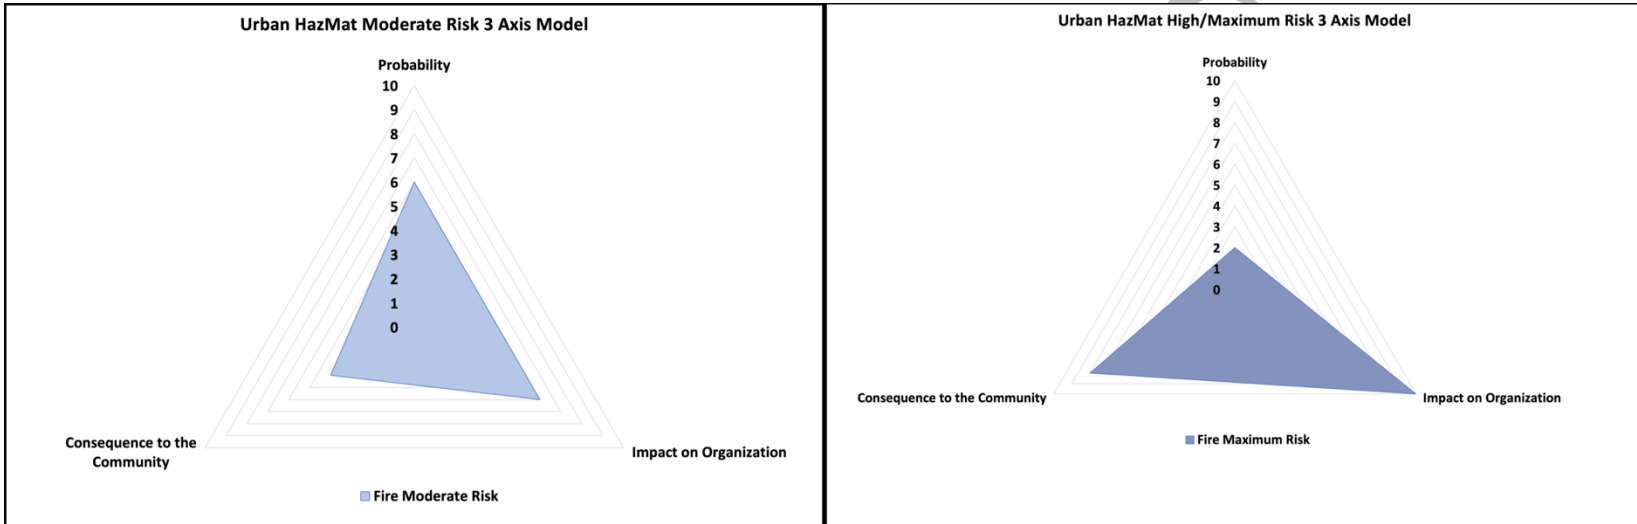 Urban HazMat Moderate Risk 3 Axis Model
Probability
10
9
8
7
6
5
4
3
2
1
0
Consequence to the
Community
Impact on Organization
Fire Moderate Risk
Urban HazMat High/Maximum Risk 3 Axis Model
Probability
10
9
8
7
6
5
4
3
2
1
0
Consequence to the Community
Impact on Organization
Fire Maximum Risk